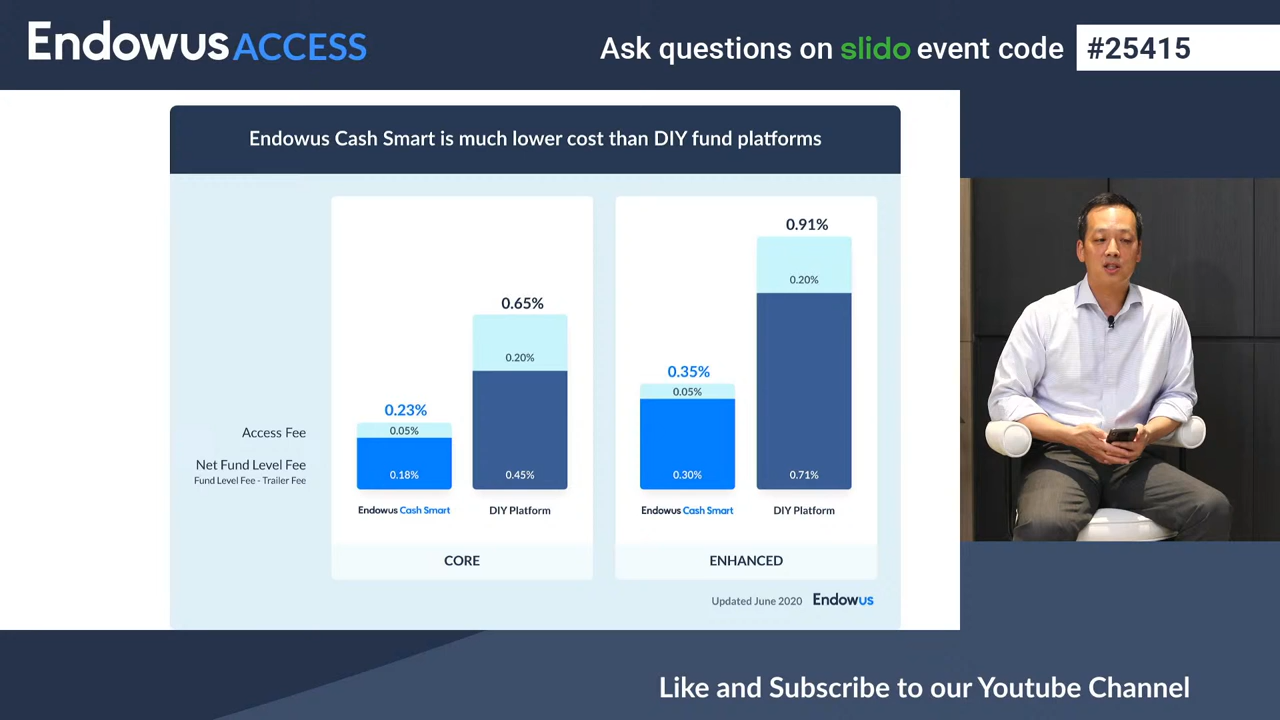 Endowus ACCESS
Ask questions on slido event code #25415
Endowus Cash Smart is much lower cost than DIY fund platforms
0.91%
0.20%
0.65%
0.20%
0.35%
0.05%
0.23%
0.05%
Access Fee
Net Fund Level Fee
Fund Level Fee - Trailer Fee
0.18%
0.45%
0.30%
0.71%
Endowus Cash Smart
DIY Platform
Endowus Cash Smart
DIY Platform
CORE
ENHANCED
Updated June 2020
Endowus
Like and Subscribe to our Youtube Channel